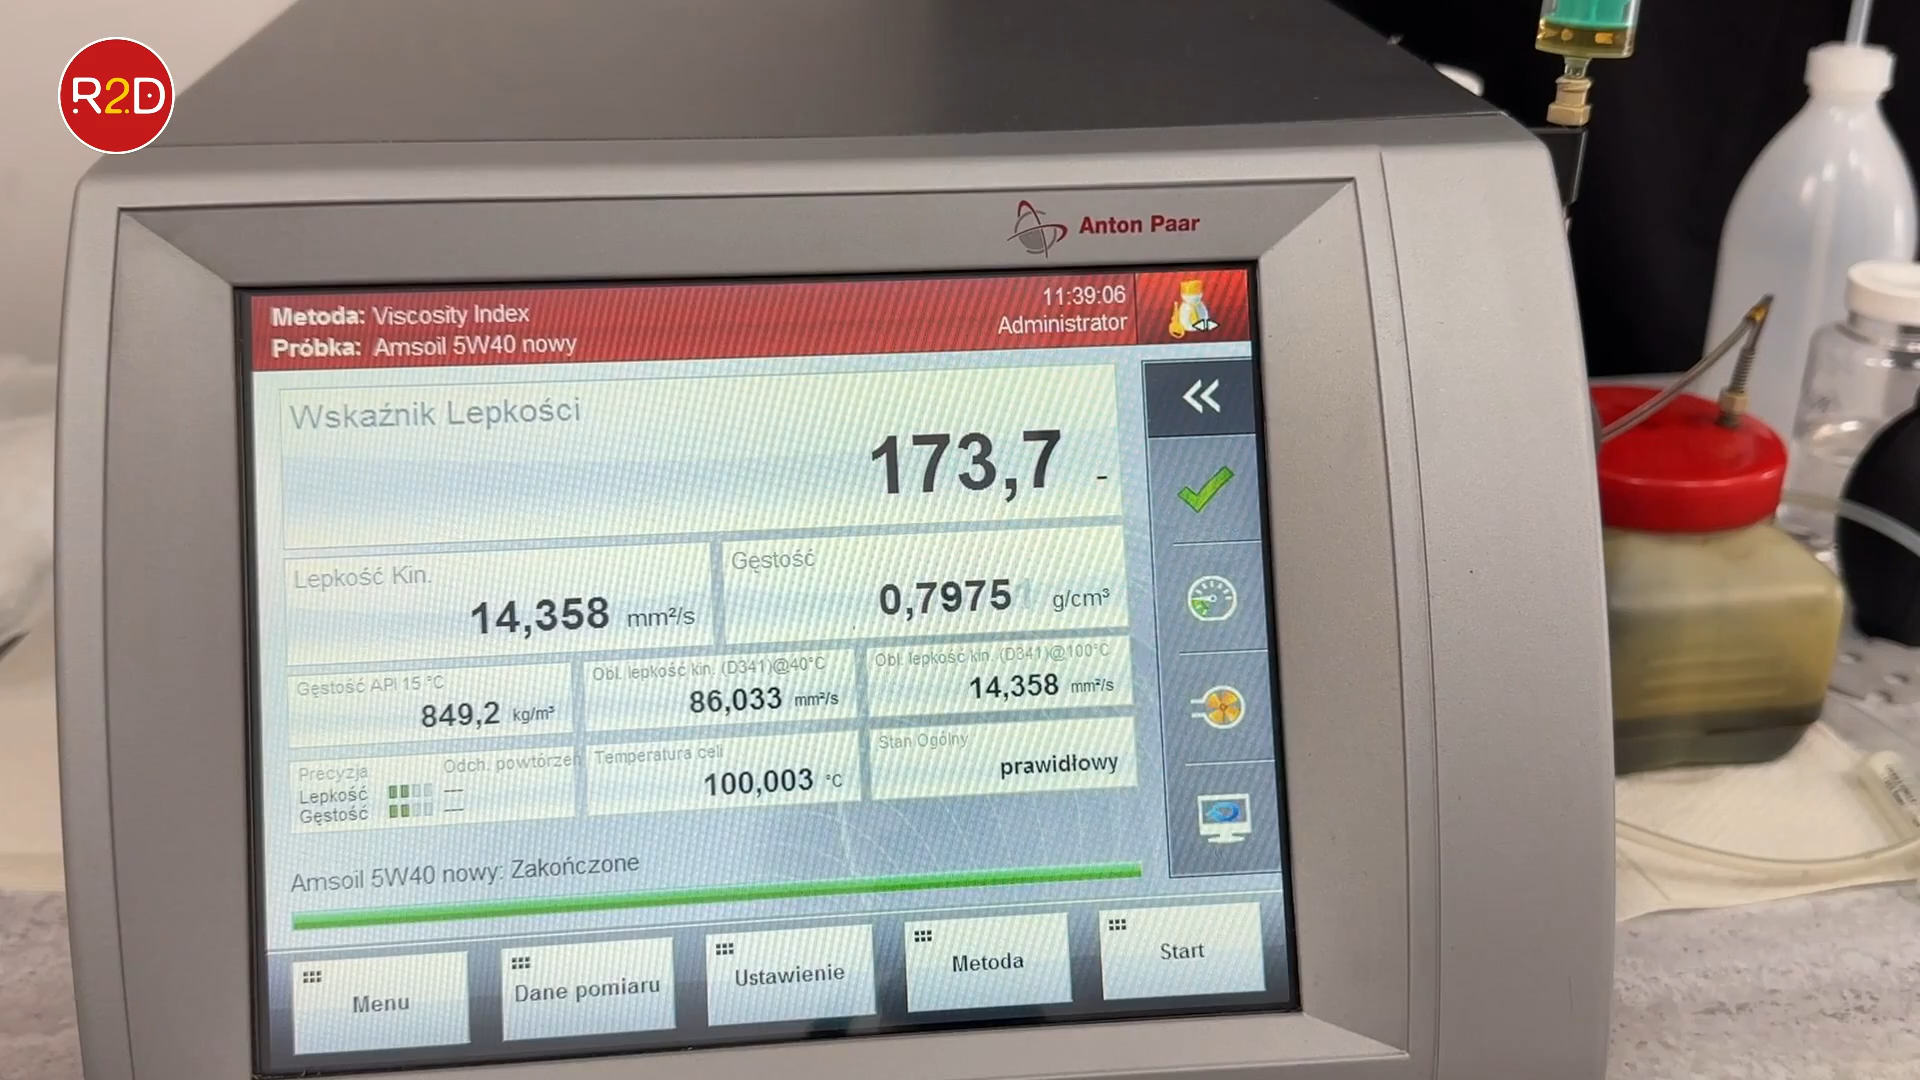 R2D
Anton Paar
Metoda: Viscosity Index
11:39:06
Próbka: Amsoil 5W40 nowy
Administrator
Wskaźnik Lepkości
173,7 -
Lepkość Kin.
14,358 mm²/s
Gęstość
0,7975 g/cm³
Gęstość API 15 °C
849,2 kg/m³
Obl. lepkość kin. (D341)@40°C
86,033 mm²/s
Obl. lepkość kin. (D341)@100°C
14,358 mm²/s
Precyzja
Odch. powtórzeń
Lepkość ---
Gęstość ---
Temperatura celi
100,003 °C
Stan Ogólny
prawidłowy
Amsoil 5W40 nowy: Zakończone
Menu
Dane pomiaru
Ustawienie
Metoda
Start